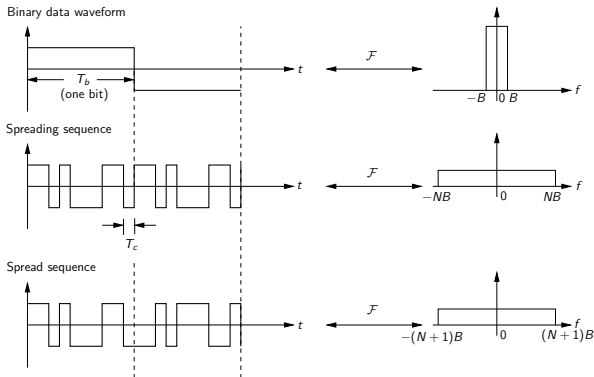 Binary data waveform
t
T_b
(one bit)
ℱ
−B 0 B
f
Spreading sequence
t
T_c
ℱ
−NB 0 NB
f
Spread sequence
t
ℱ
−(N + 1)B 0 (N + 1)B
f